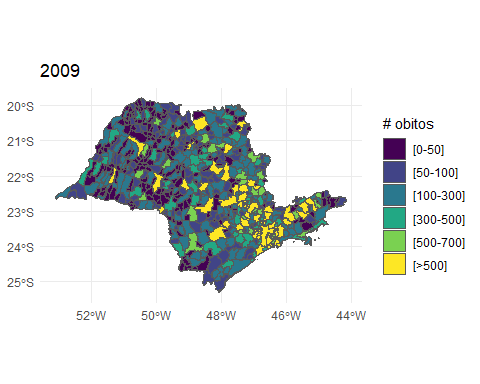 2009
# obitos
20°S
[0-50]
21°S
[50-100]
22°S
[100-300]
23°S
[300-500]
24°S
[500-700]
25°S
[>500]
52°W 50°W 48°W 46°W 44°W